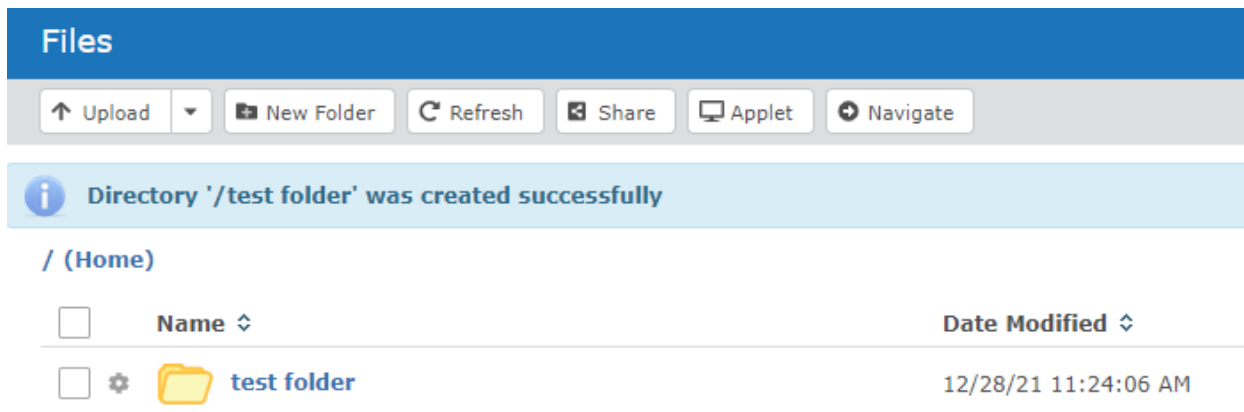 Files
Upload New Folder Refresh Share Applet Navigate
Directory '/test folder' was created successfully
/ (Home)
Name Date Modified
test folder 12/28/21 11:24:06 AM